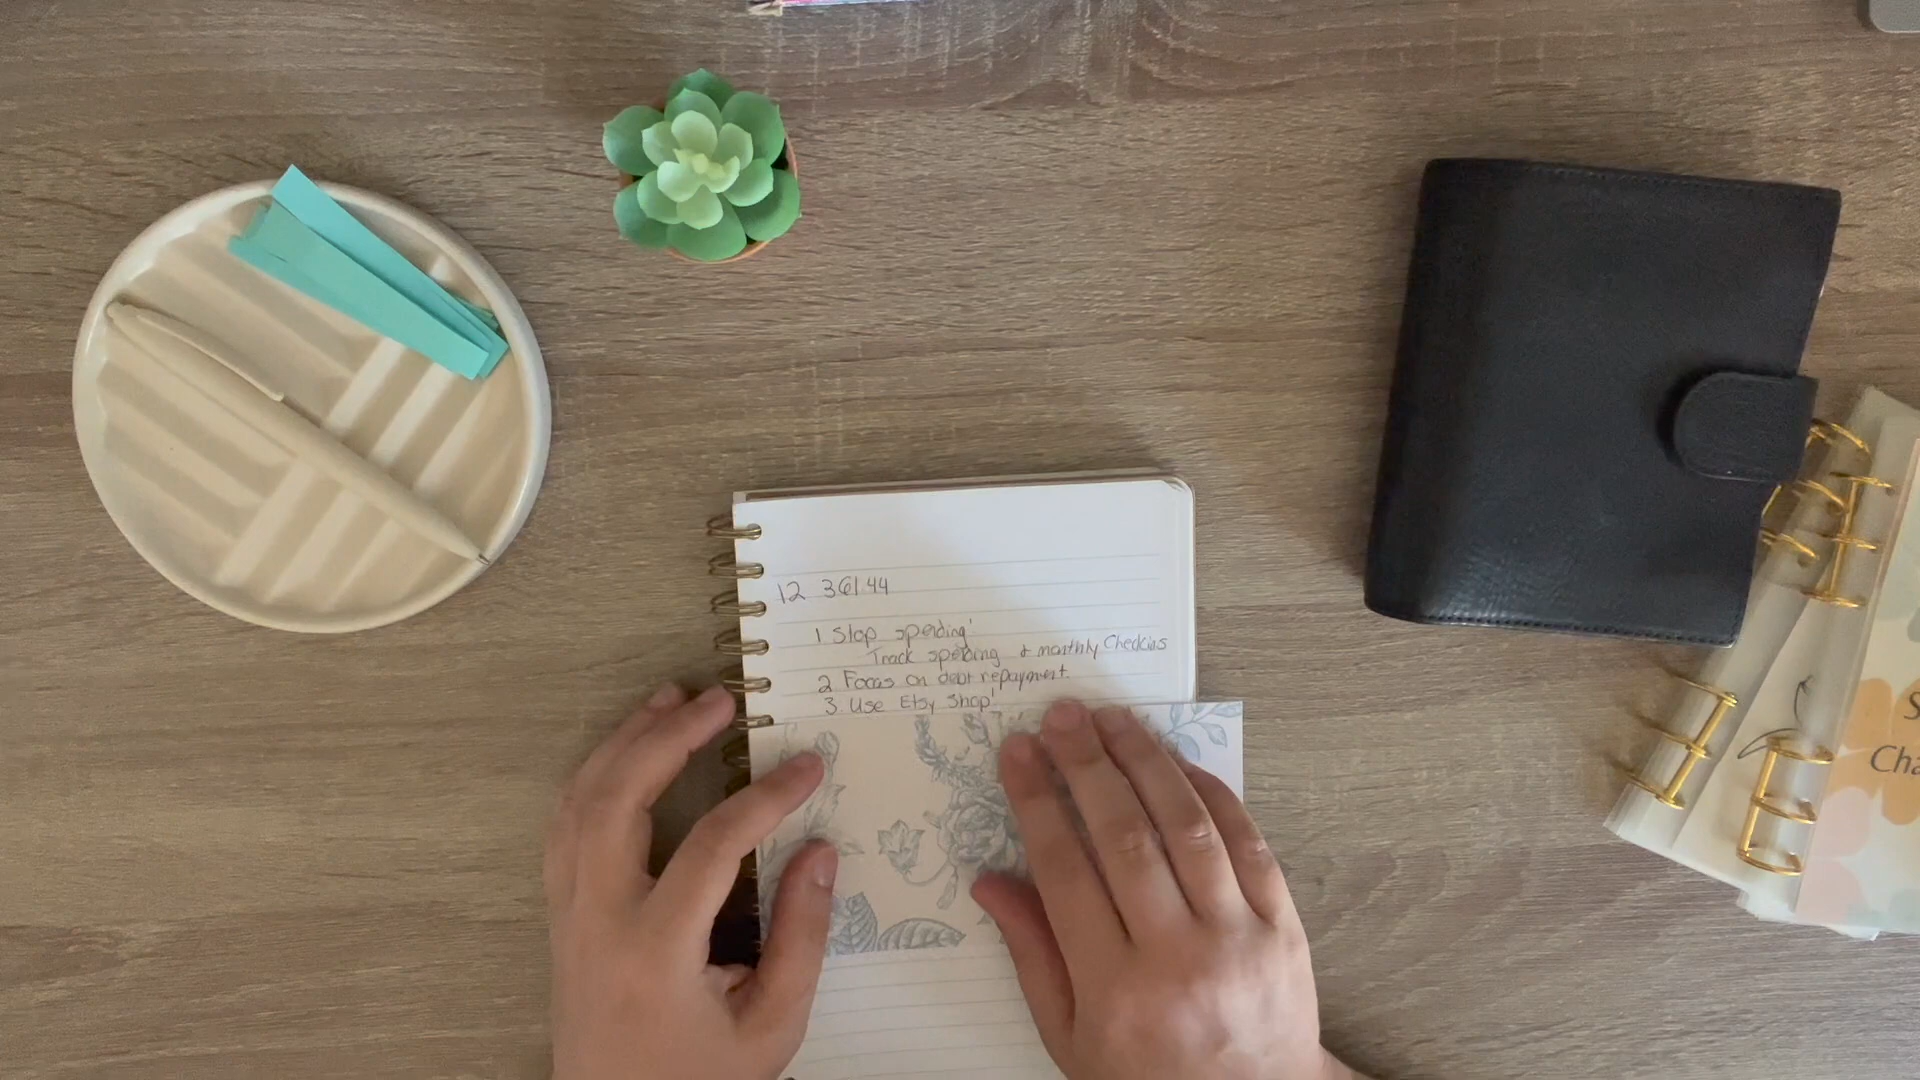 12 361 44
1 Stop spending!
Track spending & monthly Checkins
2 Focus on debt repayment.
3. Use Etsy Shop!
S
Cha